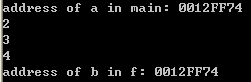 address of a in main: 0012FF74
2
3
4
address of b in f: 0012FF74